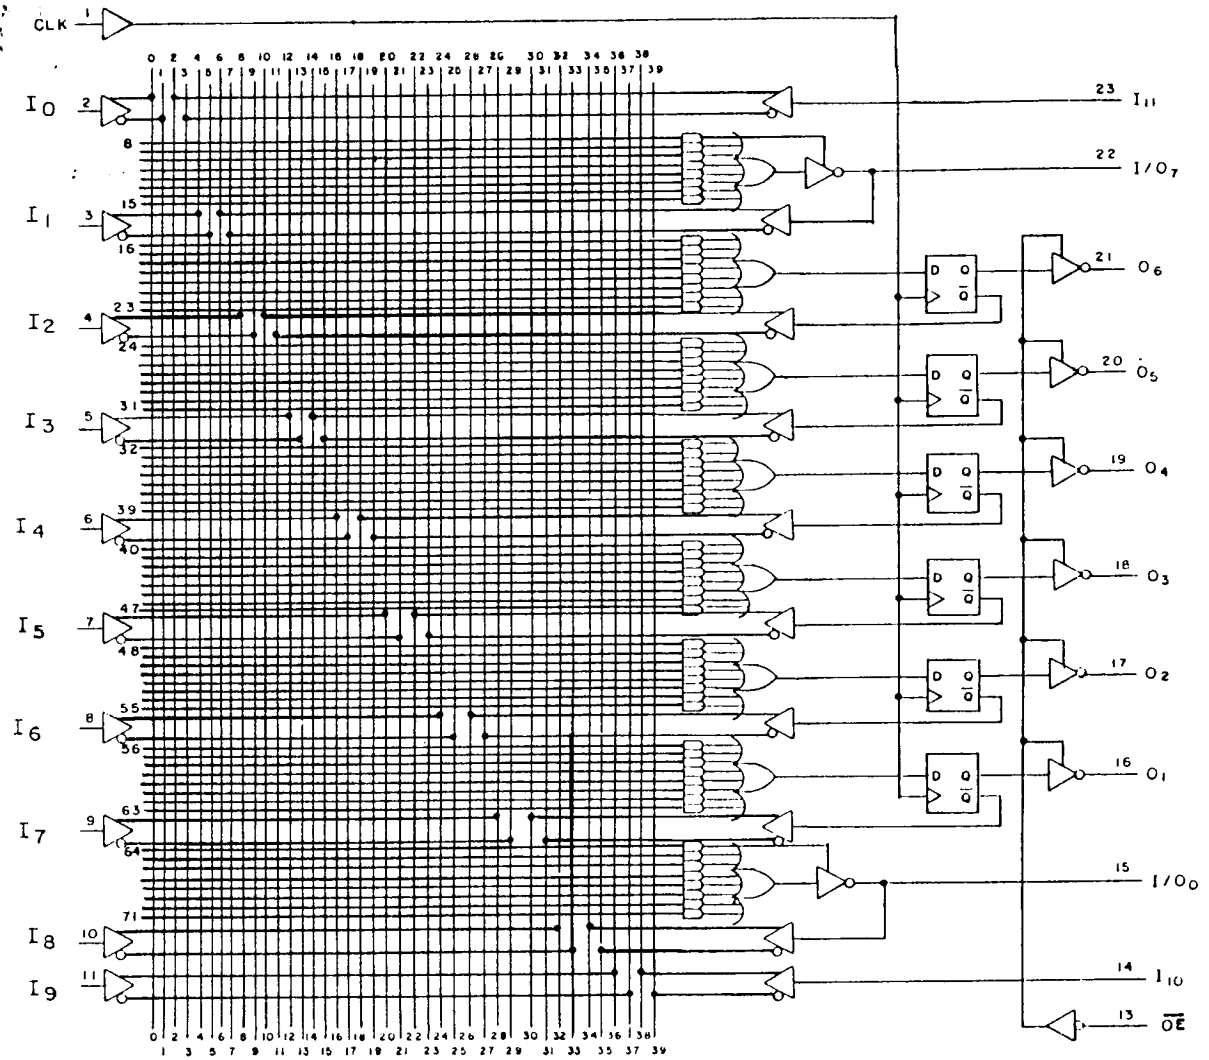 CLK 1
0 2 4 6 8 10 12 14 16 18 20 22 24 26 28 30 32 34 36 38
1 3 5 7 9 11 13 15 17 19 21 23 25 27 29 31 33 35 37 39
I0 2
23 I11
8
22 I/O7
15
I1 3
16
D Q
21 O6
Q̅
23
I2 4
24
D Q
20 O5
Q̅
31
I3 5
32
D Q
19 O4
Q̅
39
I4 6
40
D Q
18 O3
Q̅
47
I5 7
48
D Q
17 O2
Q̅
55
I6 8
56
D Q
16 O1
Q̅
63
I7 9
64
15 I/O0
71
I8 10
11
I9
14 I10
13 O̅E̅
0 2 4 6 8 10 12 14 16 18 20 22 24 26 28 30 32 34 36 38
1 3 5 7 9 11 13 15 17 19 21 23 25 27 29 31 33 35 37 39